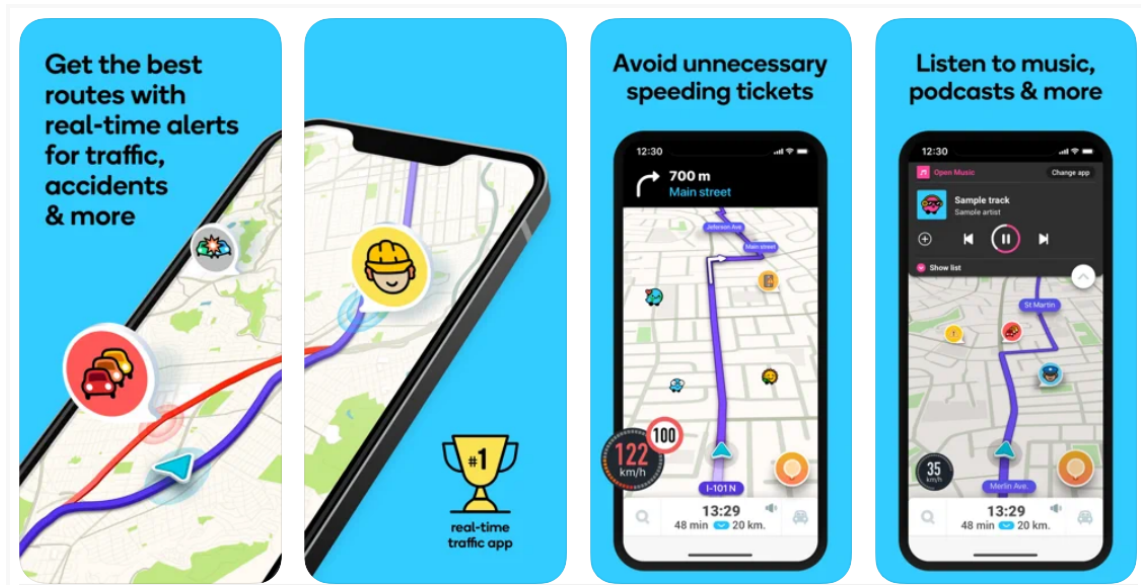 Get the best
routes with
real-time alerts
for traffic,
accidents
& more
#1
real-time
traffic app
Avoid unnecessary
speeding tickets
12:30
700 m
Main street
Jeferson Ave
Main street
100
122
km/h
I-101 N
13:29
48 min 20 km.
Listen to music,
podcasts & more
12:30
Open Music
Change app
Sample track
Samole artist
Show list
St Martin
35
km/h
Merlin Ave.
13:29
48 min 20 km.